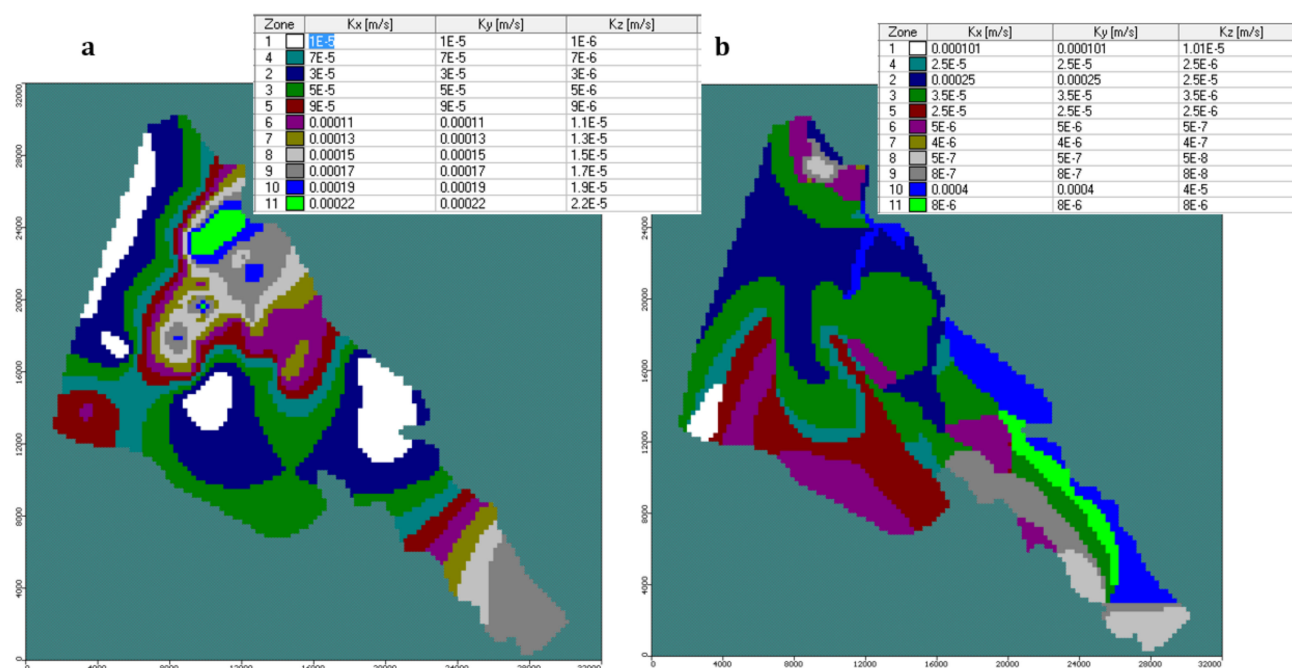 a
Zone Kx [m/s] Ky [m/s] Kz [m/s]
1 1E-5 1E-5 1E-6
4 7E-5 7E-5 7E-6
2 3E-5 3E-5 3E-6
3 5E-5 5E-5 5E-6
5 9E-5 9E-5 9E-6
6 0.00011 0.00011 1.1E-5
7 0.00013 0.00013 1.3E-5
8 0.00015 0.00015 1.5E-5
9 0.00017 0.00017 1.7E-5
10 0.00019 0.00019 1.9E-5
11 0.00022 0.00022 2.2E-5
32000
28000
24000
20000
16000
12000
8000
4000
0
0 4000 8000 12000 16000 20000 24000 28000 32000
b
Zone Kx [m/s] Ky [m/s] Kz [m/s]
1 0.000101 0.000101 1.01E-5
4 2.5E-5 2.5E-5 2.5E-6
2 0.00025 0.00025 2.5E-5
3 3.5E-5 3.5E-5 3.5E-6
5 2.5E-5 2.5E-5 2.5E-6
6 5E-6 5E-6 5E-7
7 4E-6 4E-6 4E-7
8 5E-7 5E-7 5E-8
9 8E-7 8E-7 8E-8
10 0.0004 0.0004 4E-5
11 8E-6 8E-6 8E-6
32000
28000
24000
20000
16000
12000
8000
4000
0
0 4000 8000 12000 16000 20000 24000 28000 32000